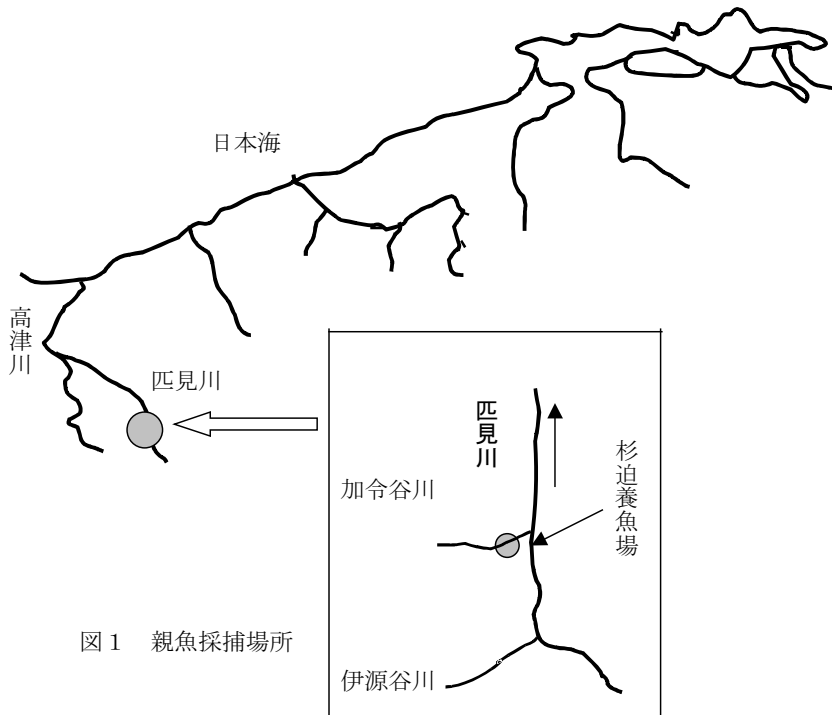 日本海
高津川
匹見川
匹見川
杉迫養魚場
加令谷川
図1 親魚採捕場所
伊源谷川